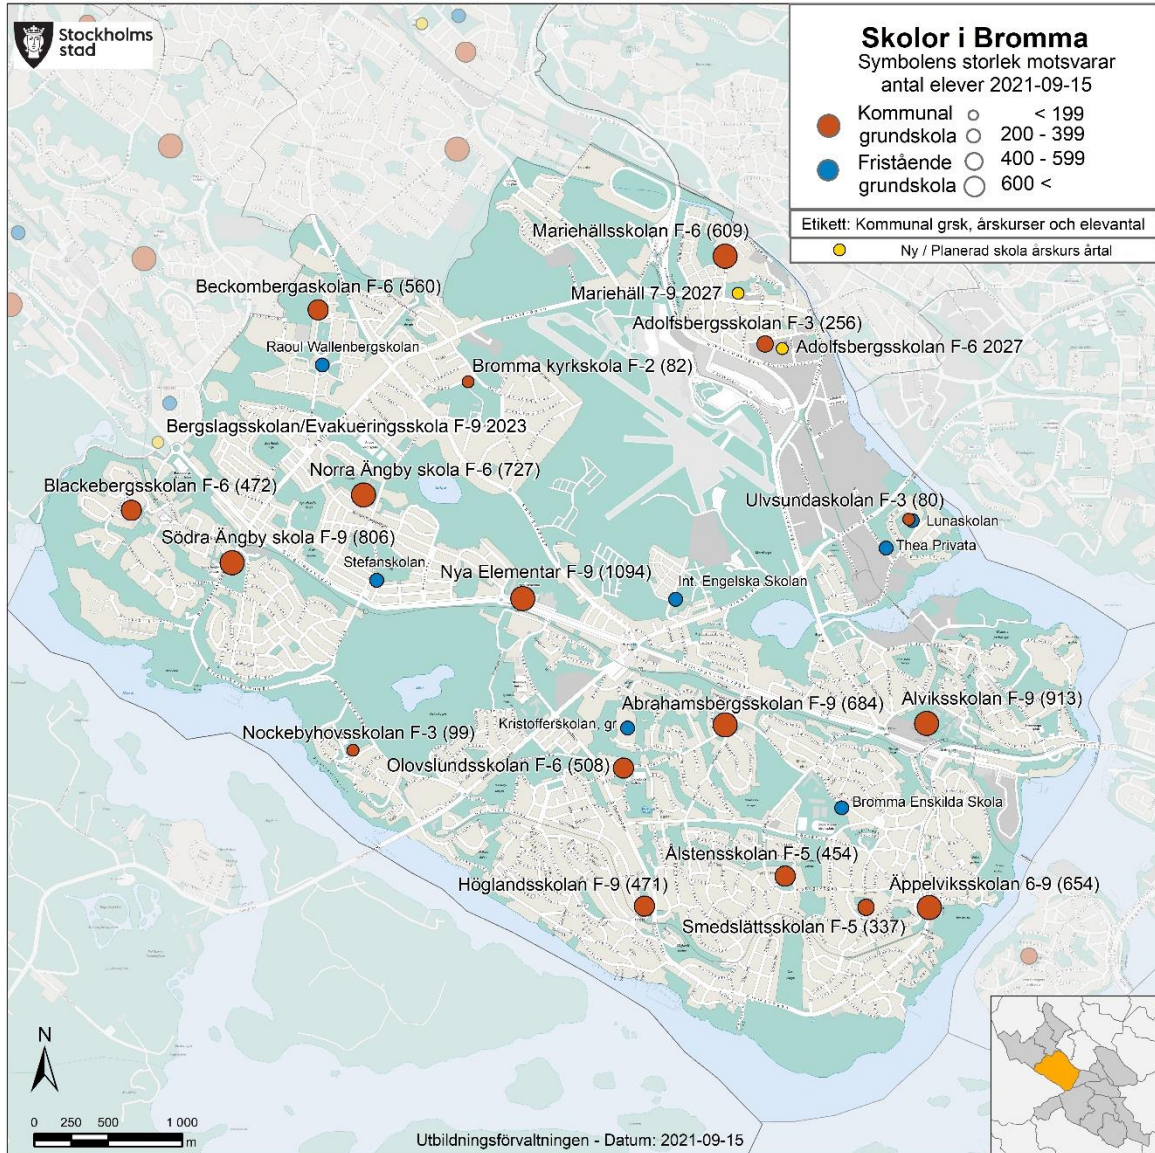 Stockholms
stad
Skolor i Bromma
Symbolens storlek motsvarar
antal elever 2021-09-15
Kommunal
grundskola
Fristående
grundskola
< 199
200 - 399
400 - 599
600 <
Etikett: Kommunal grsk, årskurser och elevantal
Ny / Planerad skola årskurs årtal
Mariehällsskolan F-6 (609)
Beckombergaskolan F-6 (560)
Mariehäll 7-9 2027
Adolfsbergsskolan F-3 (256)
Raoul Wallenbergskolan
Adolfsbergsskolan F-6 2027
Bromma kyrkskola F-2 (82)
Bergslagsskolan/Evakueringsskola F-9 2023
Norra Ängby skola F-6 (727)
Blackebergsskolan F-6 (472)
Ulvsundaskolan F-3 (80)
Lunaskolan
Södra Ängby skola F-9 (806)
Thea Privata
Stefanskolan
Nya Elementar F-9 (1094)
Int. Engelska Skolan
Abrahamsbergsskolan F-9 (684)
Alviksskolan F-9 (913)
Kristofferskolan, gr
Nockebyhovsskolan F-3 (99)
Olovslundsskolan F-6 (508)
Bromma Enskilda Skola
Ålstensskolan F-5 (454)
Höglandsskolan F-9 (471)
Äppelviksskolan 6-9 (654)
Smedslättsskolan F-5 (337)
N
0 250 500 1 000
m
Utbildningsförvaltningen - Datum: 2021-09-15